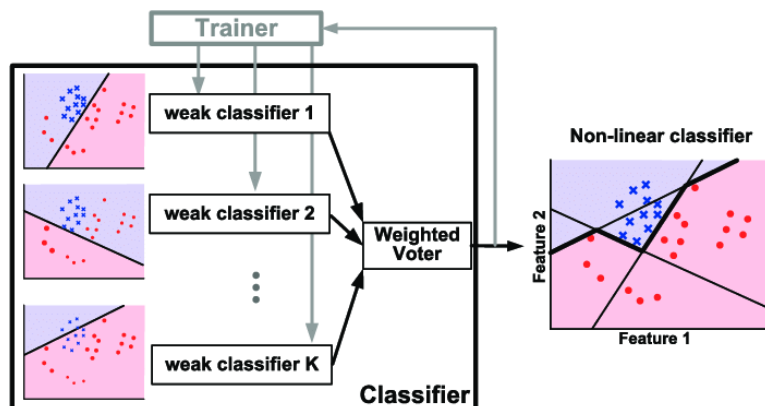 Trainer
weak classifier 1
weak classifier 2
weak classifier K
Weighted
Voter
Classifier
Non-linear classifier
Feature 2
Feature 1